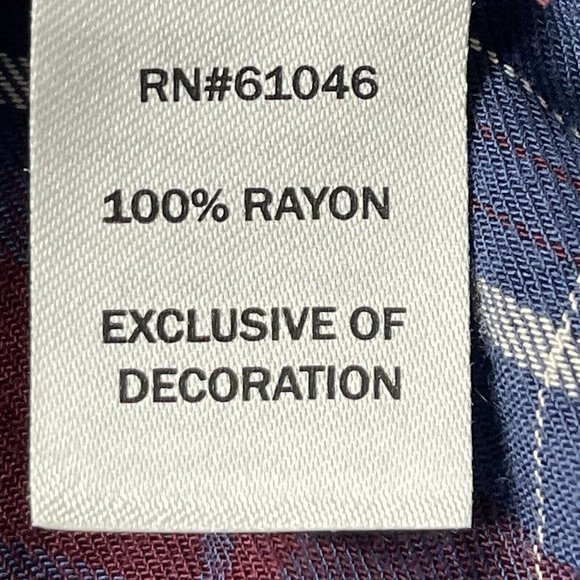 RN#61046
100% RAYON
EXCLUSIVE OF
DECORATION